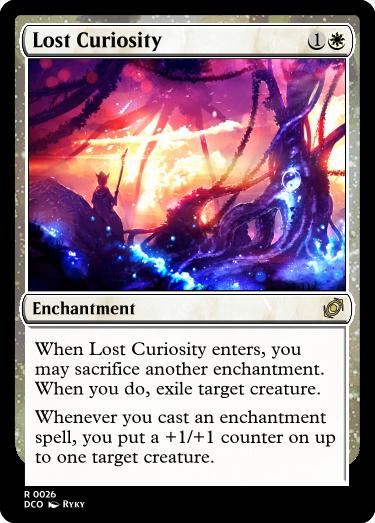 Lost Curiosity 1
Enchantment
When Lost Curiosity enters, you
may sacrifice another enchantment.
When you do, exile target creature.
Whenever you cast an enchantment
spell, you put a +1/+1 counter on up
to one target creature.
R 0026
DCO Ryky